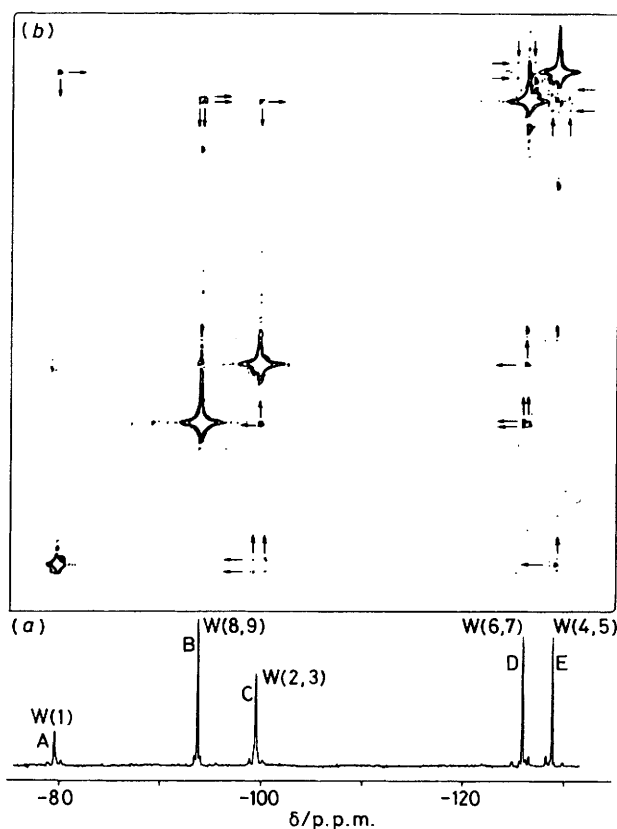 (b)
(a)
W(1)
A
B
W(8,9)
C
W(2,3)
W(6,7)
D
W(4,5)
E
-80
-100
-120
δ/p.p.m.